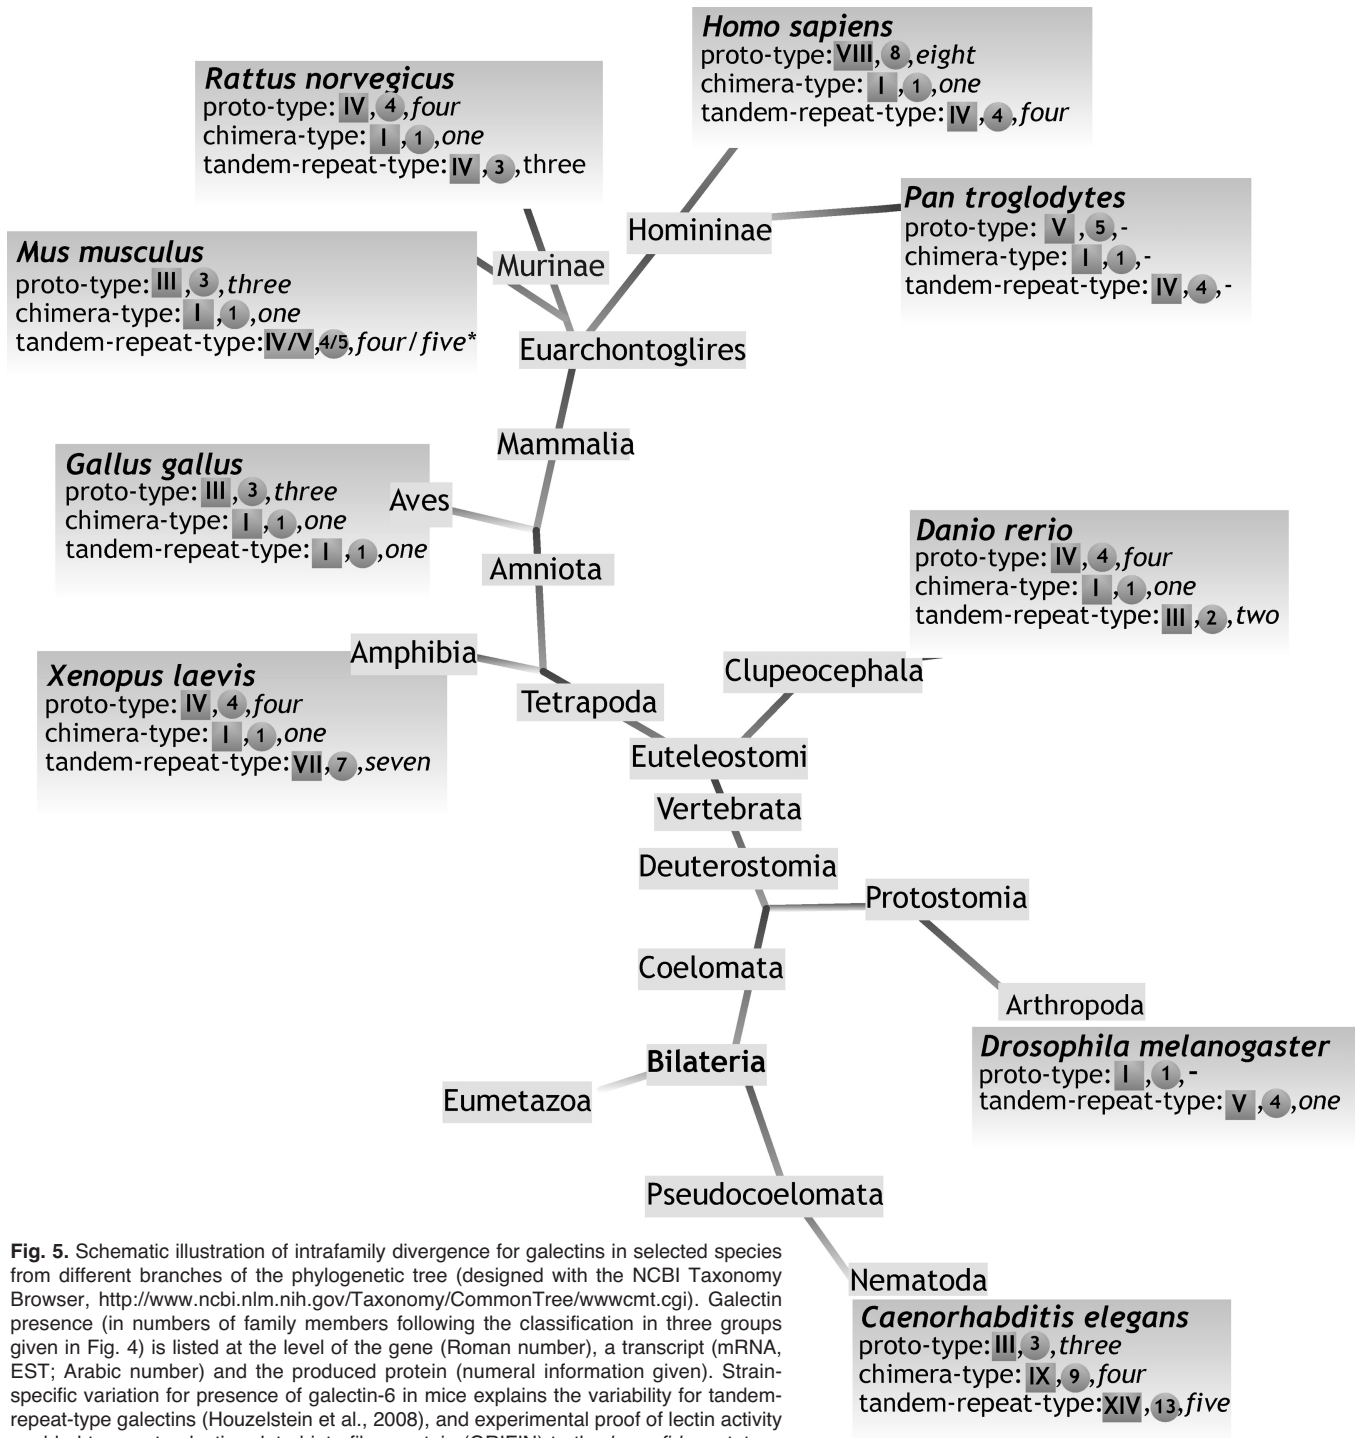 Homo sapiens
proto-type: VIII, 8, eight
chimera-type: I, 1, one
tandem-repeat-type: IV, 4, four
Rattus norvegicus
proto-type: IV, 4, four
chimera-type: I, 1, one
tandem-repeat-type: IV, 3, three
Pan troglodytes
proto-type: V, 5, -
chimera-type: I, 1, -
tandem-repeat-type: IV, 4, -
Homininae
Mus musculus
proto-type: III, 3, three
chimera-type: I, 1, one
tandem-repeat-type: IV/V, 4/5, four/five*
Murinae
Euarchontoglires
Mammalia
Gallus gallus
proto-type: III, 3, three
chimera-type: I, 1, one
tandem-repeat-type: I, 1, one
Aves
Amniota
Danio rerio
proto-type: IV, 4, four
chimera-type: I, 1, one
tandem-repeat-type: III, 2, two
Amphibia
Xenopus laevis
proto-type: IV, 4, four
chimera-type: I, 1, one
tandem-repeat-type: VII, 7, seven
Clupeocephala
Tetrapoda
Euteleostomi
Vertebrata
Deuterostomia
Protostomia
Coelomata
Arthropoda
Drosophila melanogaster
proto-type: I, 1, -
tandem-repeat-type: V, 4, one
Bilateria
Eumetazoa
Pseudocoelomata
Nematoda
Caenorhabditis elegans
proto-type: III, 3, three
chimera-type: IX, 9, four
tandem-repeat-type: XIV, 13, five
Fig. 5. Schematic illustration of intrafamily divergence for galectins in selected species
from different branches of the phylogenetic tree (designed with the NCBI Taxonomy
Browser, http://www.ncbi.nlm.nih.gov/Taxonomy/CommonTree/wwwcmt.cgi). Galectin
presence (in numbers of family members following the classification in three groups
given in Fig. 4) is listed at the level of the gene (Roman number), a transcript (mRNA,
EST; Arabic number) and the produced protein (numeral information given). Strain-
specific variation for presence of galectin-6 in mice explains the variability for tandem-
repeat-type galectins (Houzelstein et al., 2008), and experimental proof of lectin activity